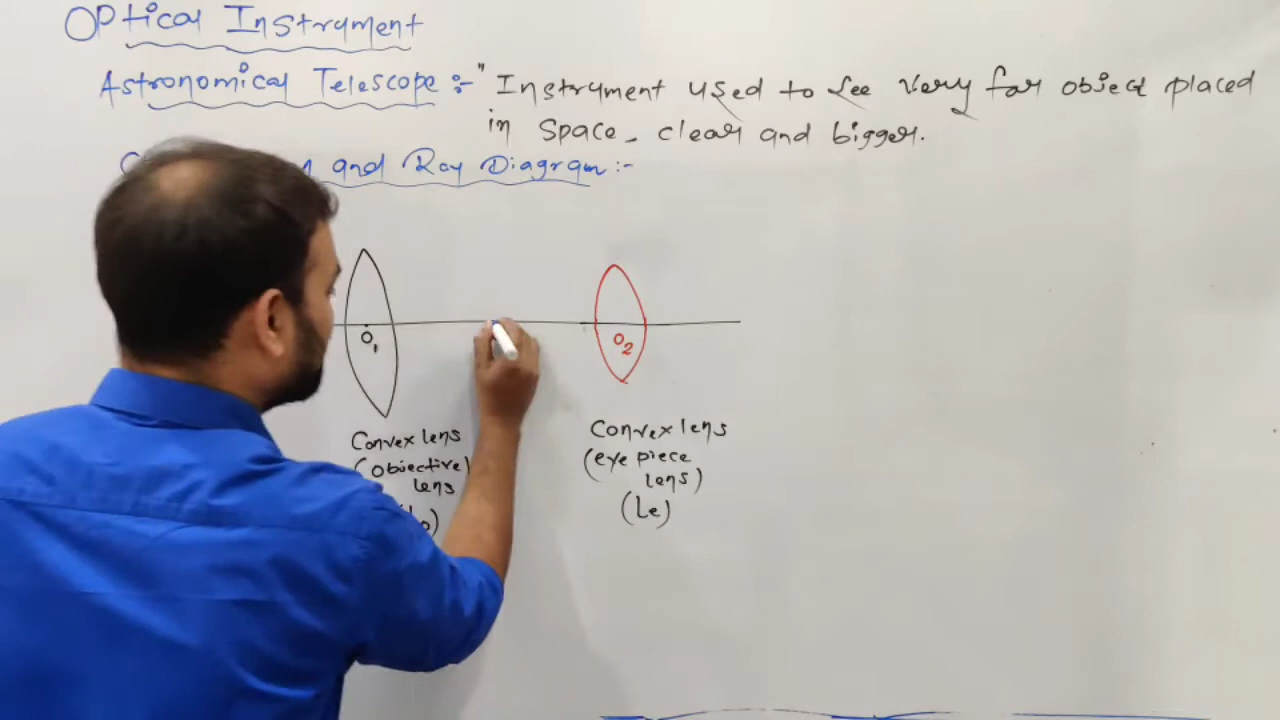 Optical Instrument
Astronomical Telescope :- " Instrument used to see very far object placed
in space - clear and bigger.
and Ray Diagram :-
O1
O2
Convex lens
(objective)
lens
Convex lens
(eye piece
lens)
(Le)